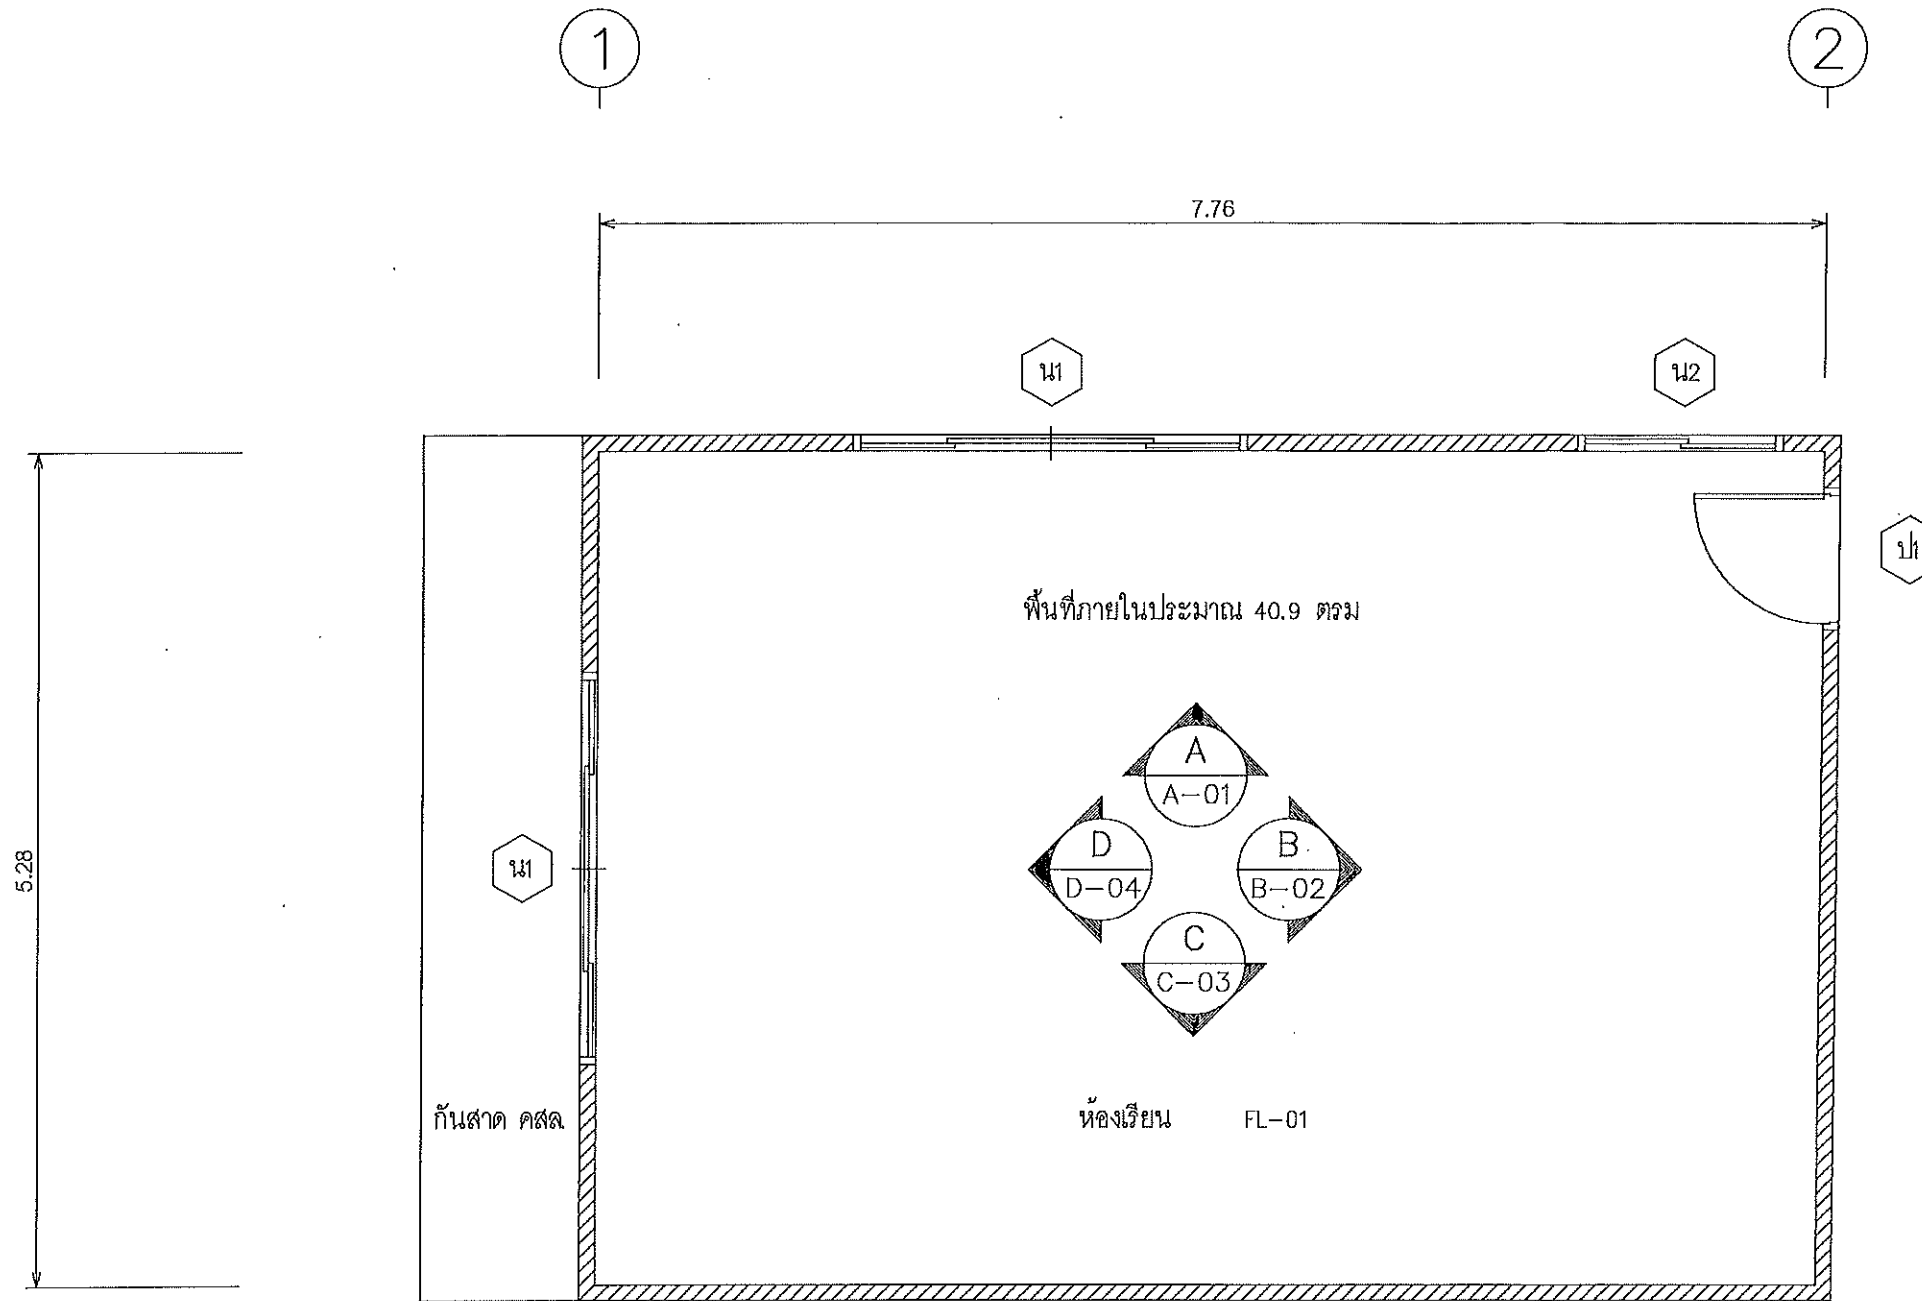 1
2
7.76
น1
น2
ป1
พื้นที่ภายในประมาณ 40.9 ตรม
5.28
น1
A
A-01
D
D-04
B
B-02
C
C-03
กันสาด คสล.
ห้องเรียน FL-01